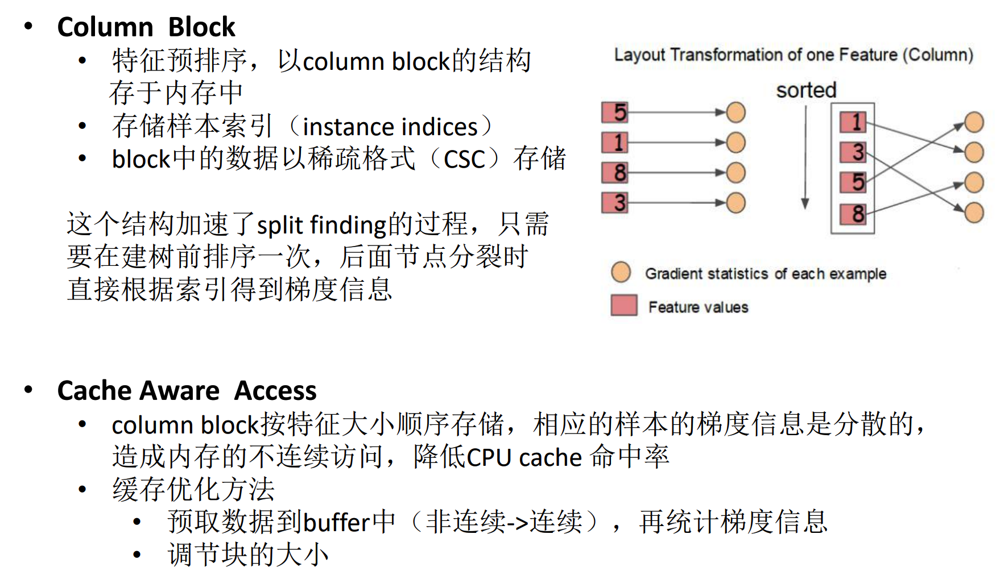 • Column Block
• 特征预排序，以column block的结构
存于内存中
• 存储样本索引（instance indices）
• block中的数据以稀疏格式（CSC）存储
这个结构加速了split finding的过程，只需
要在建树前排序一次，后面节点分裂时
直接根据索引得到梯度信息
Layout Transformation of one Feature (Column)
sorted
5
1
8
3
1
3
5
8
Gradient statistics of each example
Feature values
• Cache Aware Access
• column block按特征大小顺序存储，相应的样本的梯度信息是分散的，
造成内存的不连续访问，降低CPU cache 命中率
• 缓存优化方法
• 预取数据到buffer中（非连续->连续），再统计梯度信息
• 调节块的大小